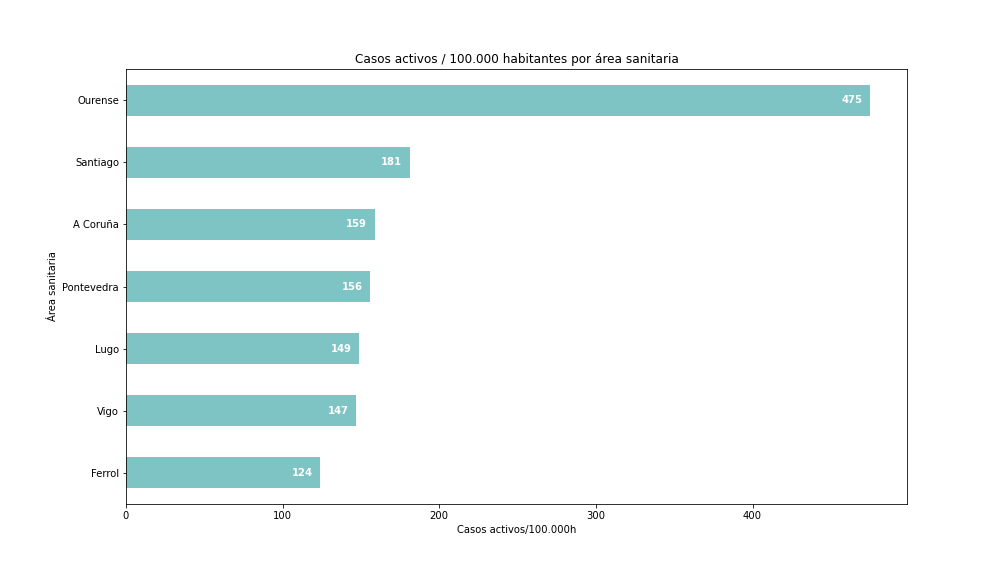 Casos activos / 100.000 habitantes por área sanitaria
Ourense 475
Santiago 181
A Coruña 159
Pontevedra 156
Lugo 149
Vigo 147
Ferrol 124
Área sanitaria
0 100 200 300 400
Casos activos/100.000h